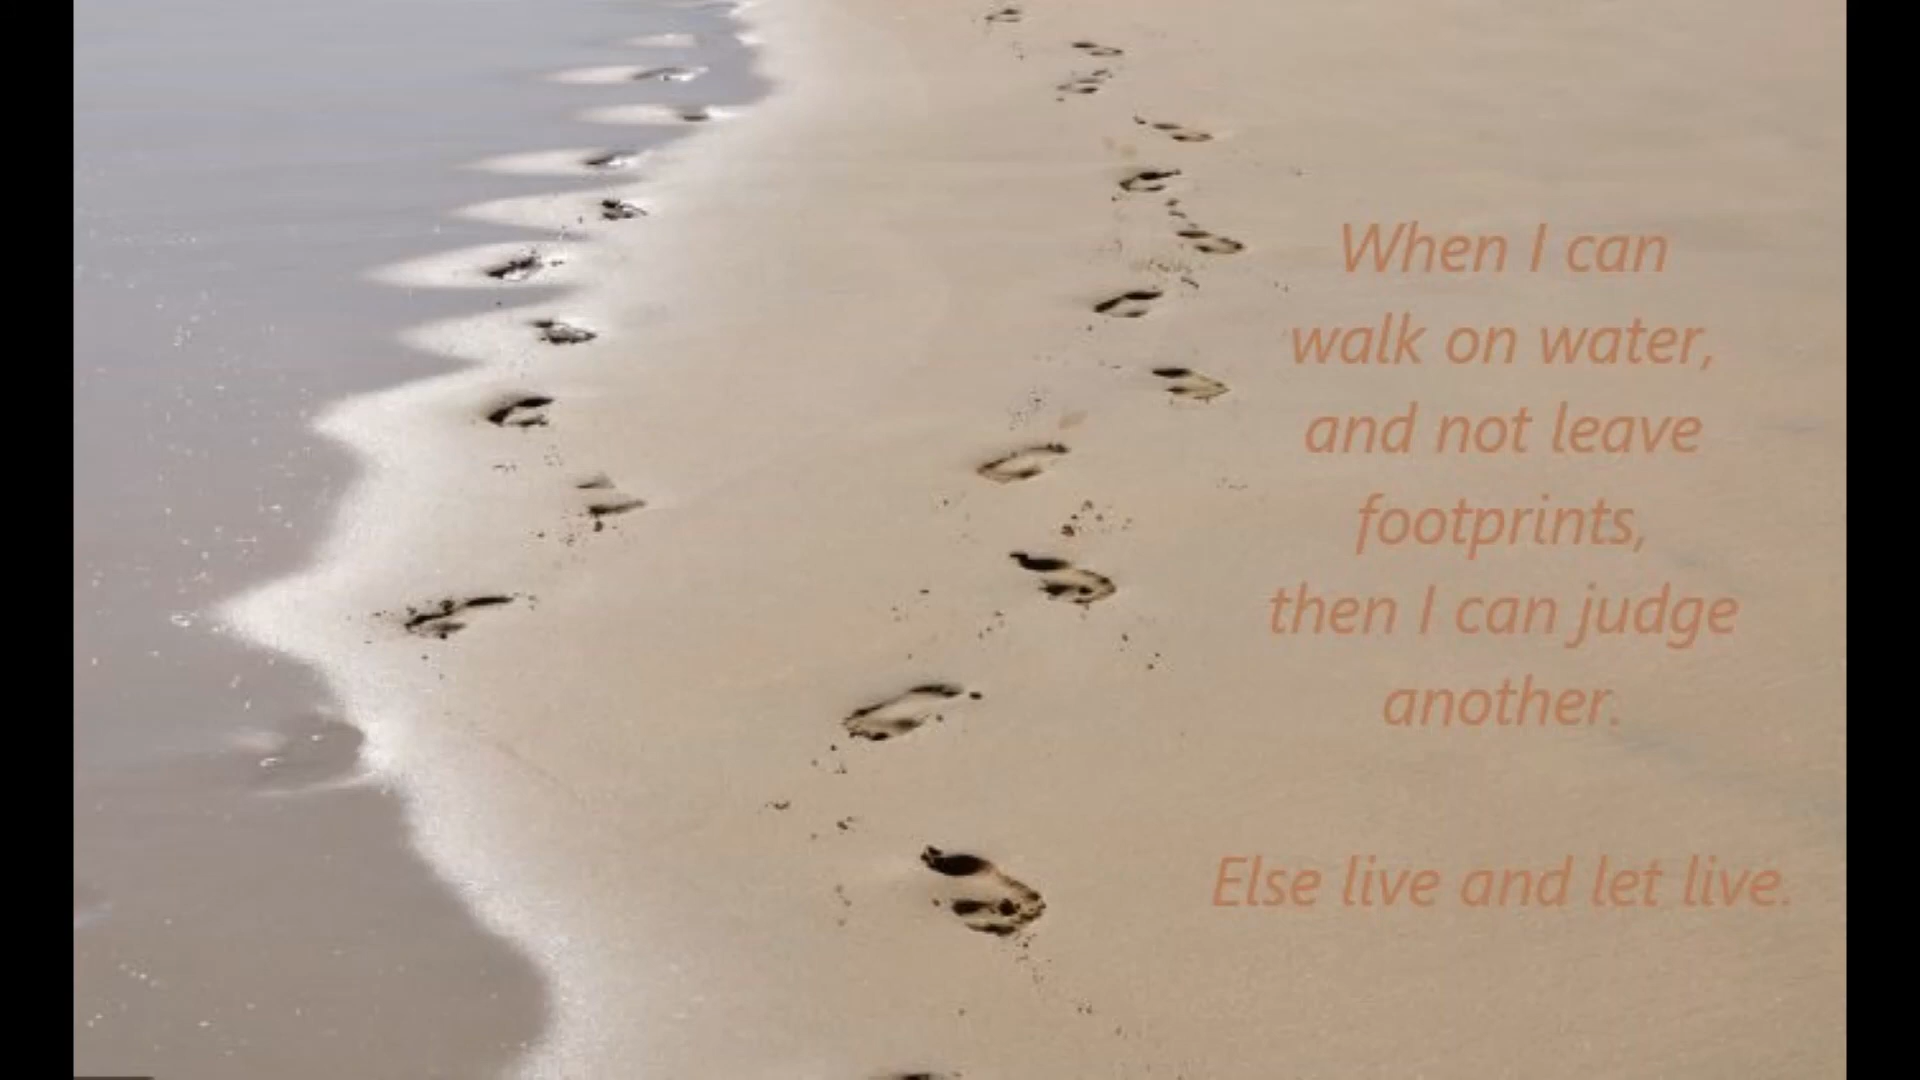 When I can
walk on water,
and not leave
footprints,
then I can judge
another.
Else live and let live.